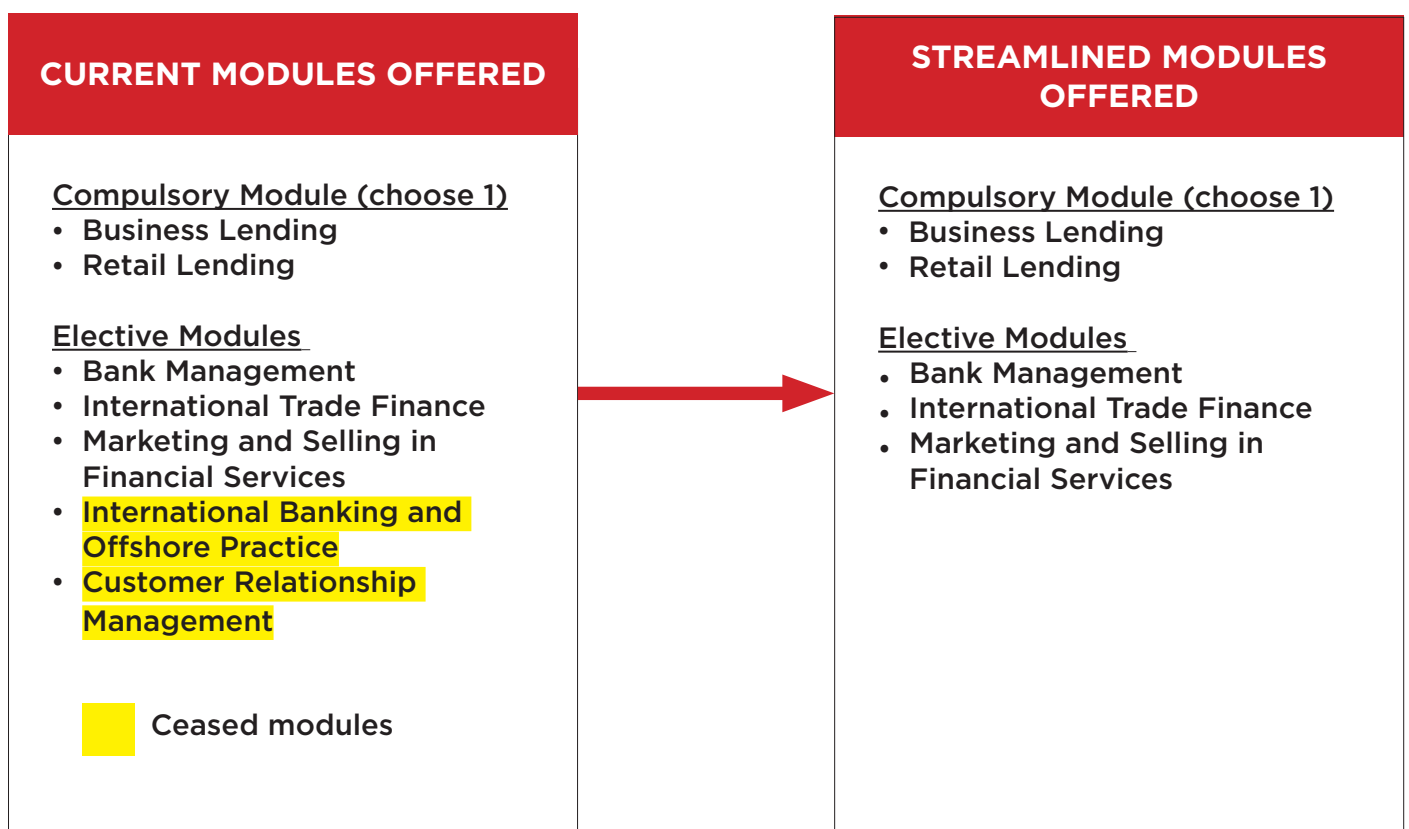 CURRENT MODULES OFFERED
Compulsory Module (choose 1)
• Business Lending
• Retail Lending
Elective Modules
• Bank Management
• International Trade Finance
• Marketing and Selling in
Financial Services
• International Banking and
Offshore Practice
• Customer Relationship
Management
Ceased modules
STREAMLINED MODULES
OFFERED
Compulsory Module (choose 1)
• Business Lending
• Retail Lending
Elective Modules
• Bank Management
• International Trade Finance
• Marketing and Selling in
Financial Services